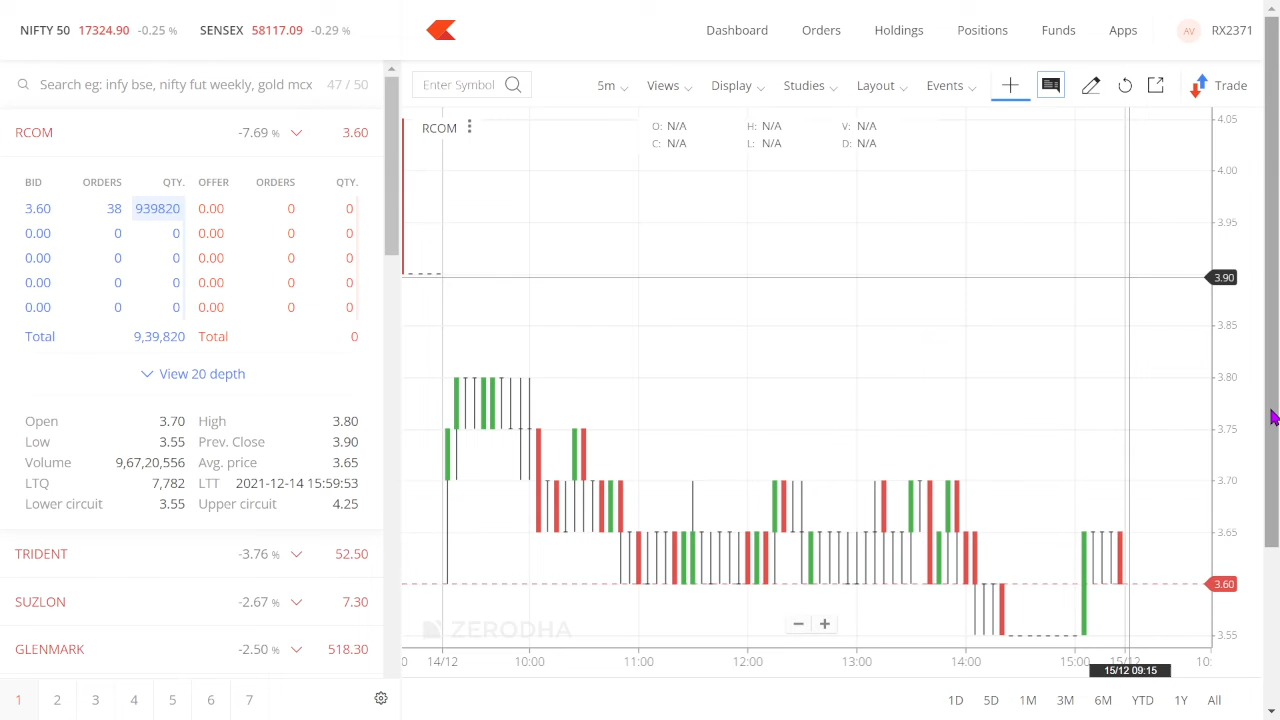 NIFTY 50 17324.90 -0.25 % SENSEX 58117.09 -0.29 %
Dashboard Orders Holdings Positions Funds Apps AV RX2371
Search eg: infy bse, nifty fut weekly, gold mcx 47 / 50
Enter Symbol 5m Views Display Studies Layout Events Trade
RCOM -7.69 % 3.60
BID ORDERS QTY. OFFER ORDERS QTY.
3.60 38 939820 0.00 0 0
0.00 0 0 0.00 0 0
0.00 0 0 0.00 0 0
0.00 0 0 0.00 0 0
0.00 0 0 0.00 0 0
Total 9,39,820 Total 0
View 20 depth
Open 3.70 High 3.80
Low 3.55 Prev. Close 3.90
Volume 9,67,20,556 Avg. price 3.65
LTQ 7,782 LTT 2021-12-14 15:59:53
Lower circuit 3.55 Upper circuit 4.25
TRIDENT -3.76 % 52.50
SUZLON -2.67 % 7.30
GLENMARK -2.50 % 518.30
1 2 3 4 5 6 7
RCOM
O: N/A H: N/A V: N/A
C: N/A L: N/A D: N/A
4.05
4.00
3.95
3.90
3.85
3.80
3.75
3.70
3.65
3.60
3.55
ZERODHA
0 14/12 10:00 11:00 12:00 13:00 14:00 15:00 15/12 10:
15/12 09:15
1D 5D 1M 3M 6M YTD 1Y All